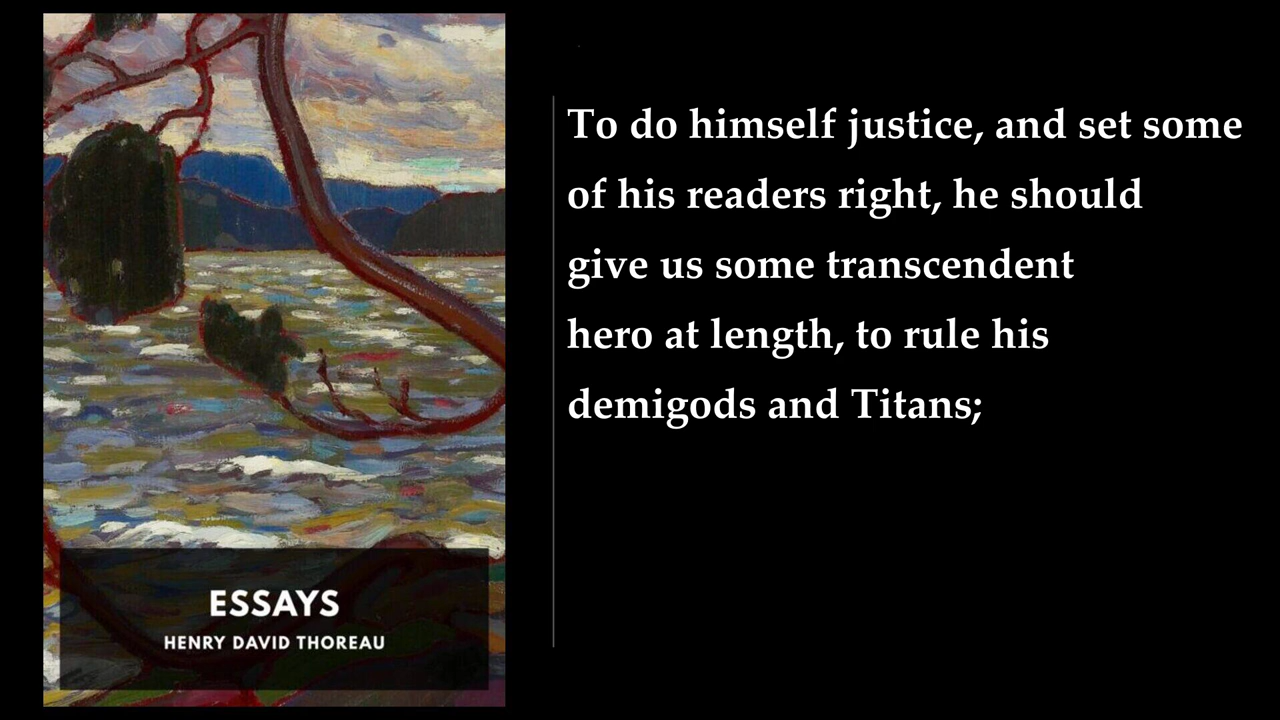 ESSAYS
HENRY DAVID THOREAU
To do himself justice, and set some
of his readers right, he should
give us some transcendent
hero at length, to rule his
demigods and Titans;